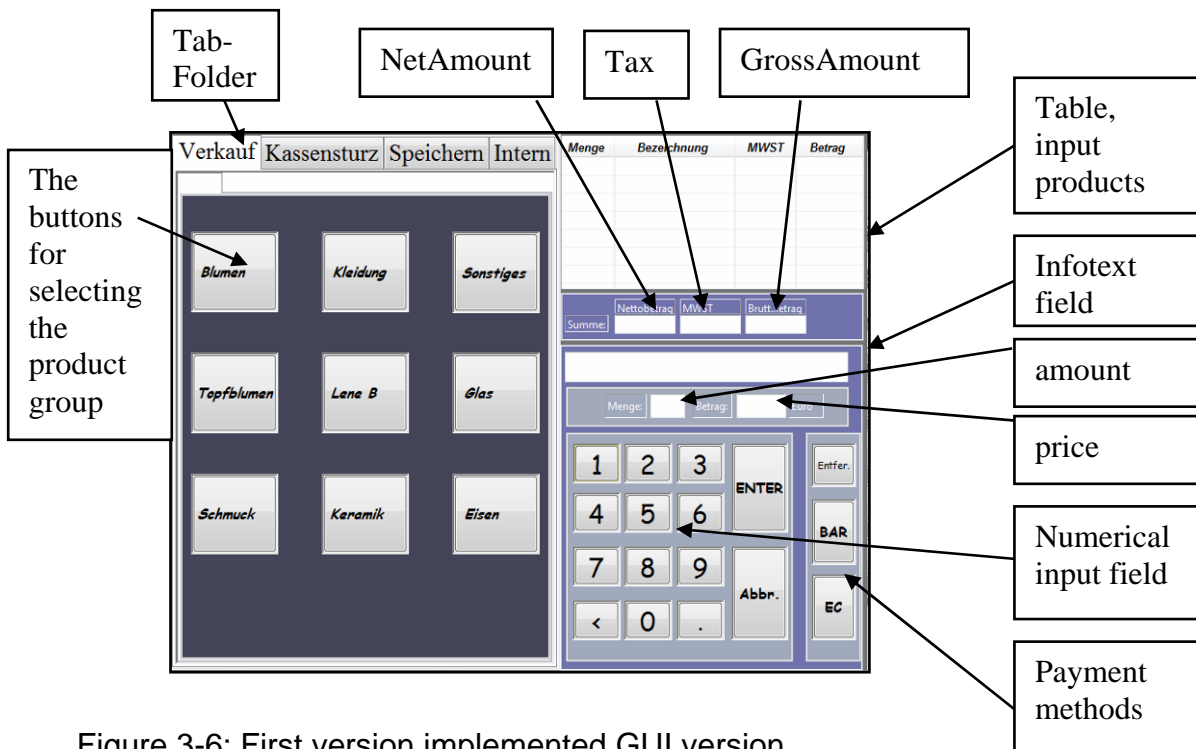 Tab-
Folder
NetAmount
Tax
GrossAmount
Table,
input
products
The
buttons
for
selecting
the
product
group
Verkauf Kassensturz Speichern Intern
Menge Bezeichnung MWST Betrag
Blumen Kleidung Sonstiges
Topfblumen Lene B Glas
Schmuck Keramik Eisen
Infotext
field
Nettobetrag MWST Brutt...etrag
Summe:
amount
Menge: Betrag: Euro
price
1 2 3 ENTER Entfer.
4 5 6 BAR
7 8 9 Abbr.
< 0 . EC
Numerical
input field
Payment
methods
Figure 3-6: First version implemented GUI version